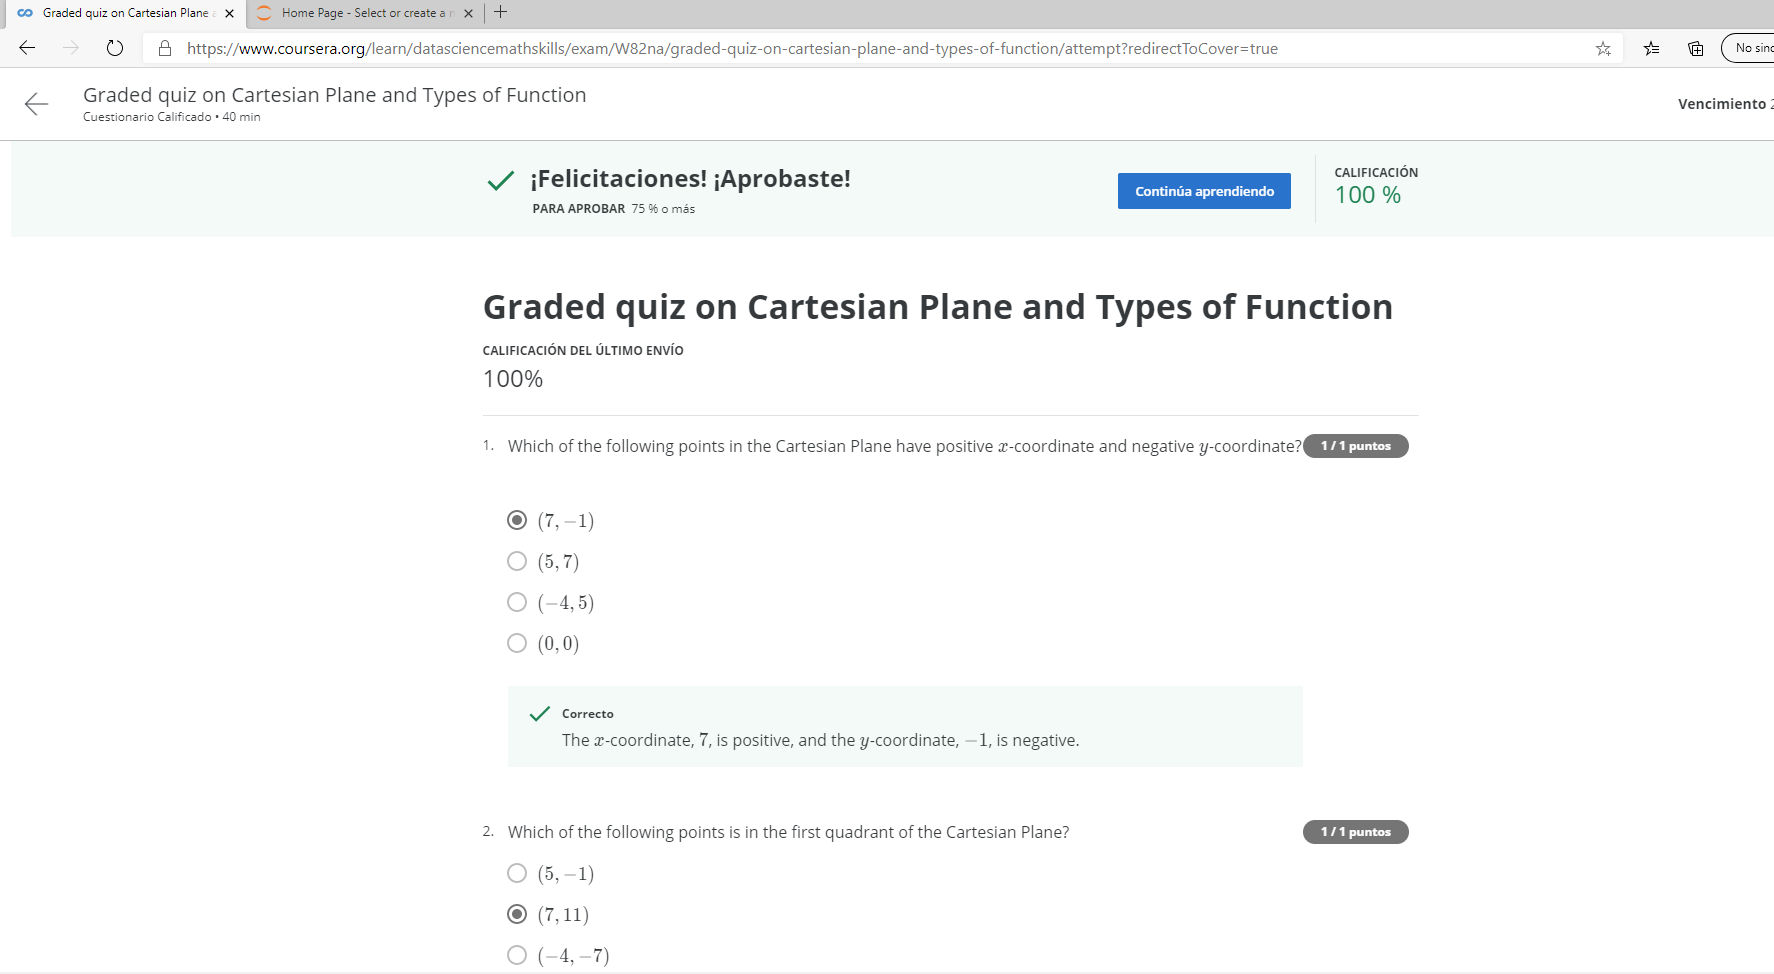 Graded quiz on Cartesian Plane a
Home Page - Select or create a n
https://www.coursera.org/learn/datasciencemathskills/exam/W82na/graded-quiz-on-cartesian-plane-and-types-of-function/attempt?redirectToCover=true
No sinc
Graded quiz on Cartesian Plane and Types of Function
Cuestionario Calificado • 40 min
Vencimiento 2
¡Felicitaciones! ¡Aprobaste!
PARA APROBAR 75 % o más
Continúa aprendiendo
CALIFICACIÓN
100 %
Graded quiz on Cartesian Plane and Types of Function
CALIFICACIÓN DEL ÚLTIMO ENVÍO
100%
1. Which of the following points in the Cartesian Plane have positive x-coordinate and negative y-coordinate? 1 / 1 puntos
(7, −1)
(5, 7)
(−4, 5)
(0, 0)
Correcto
The x-coordinate, 7, is positive, and the y-coordinate, −1, is negative.
2. Which of the following points is in the first quadrant of the Cartesian Plane? 1 / 1 puntos
(5, −1)
(7, 11)
(−4, −7)